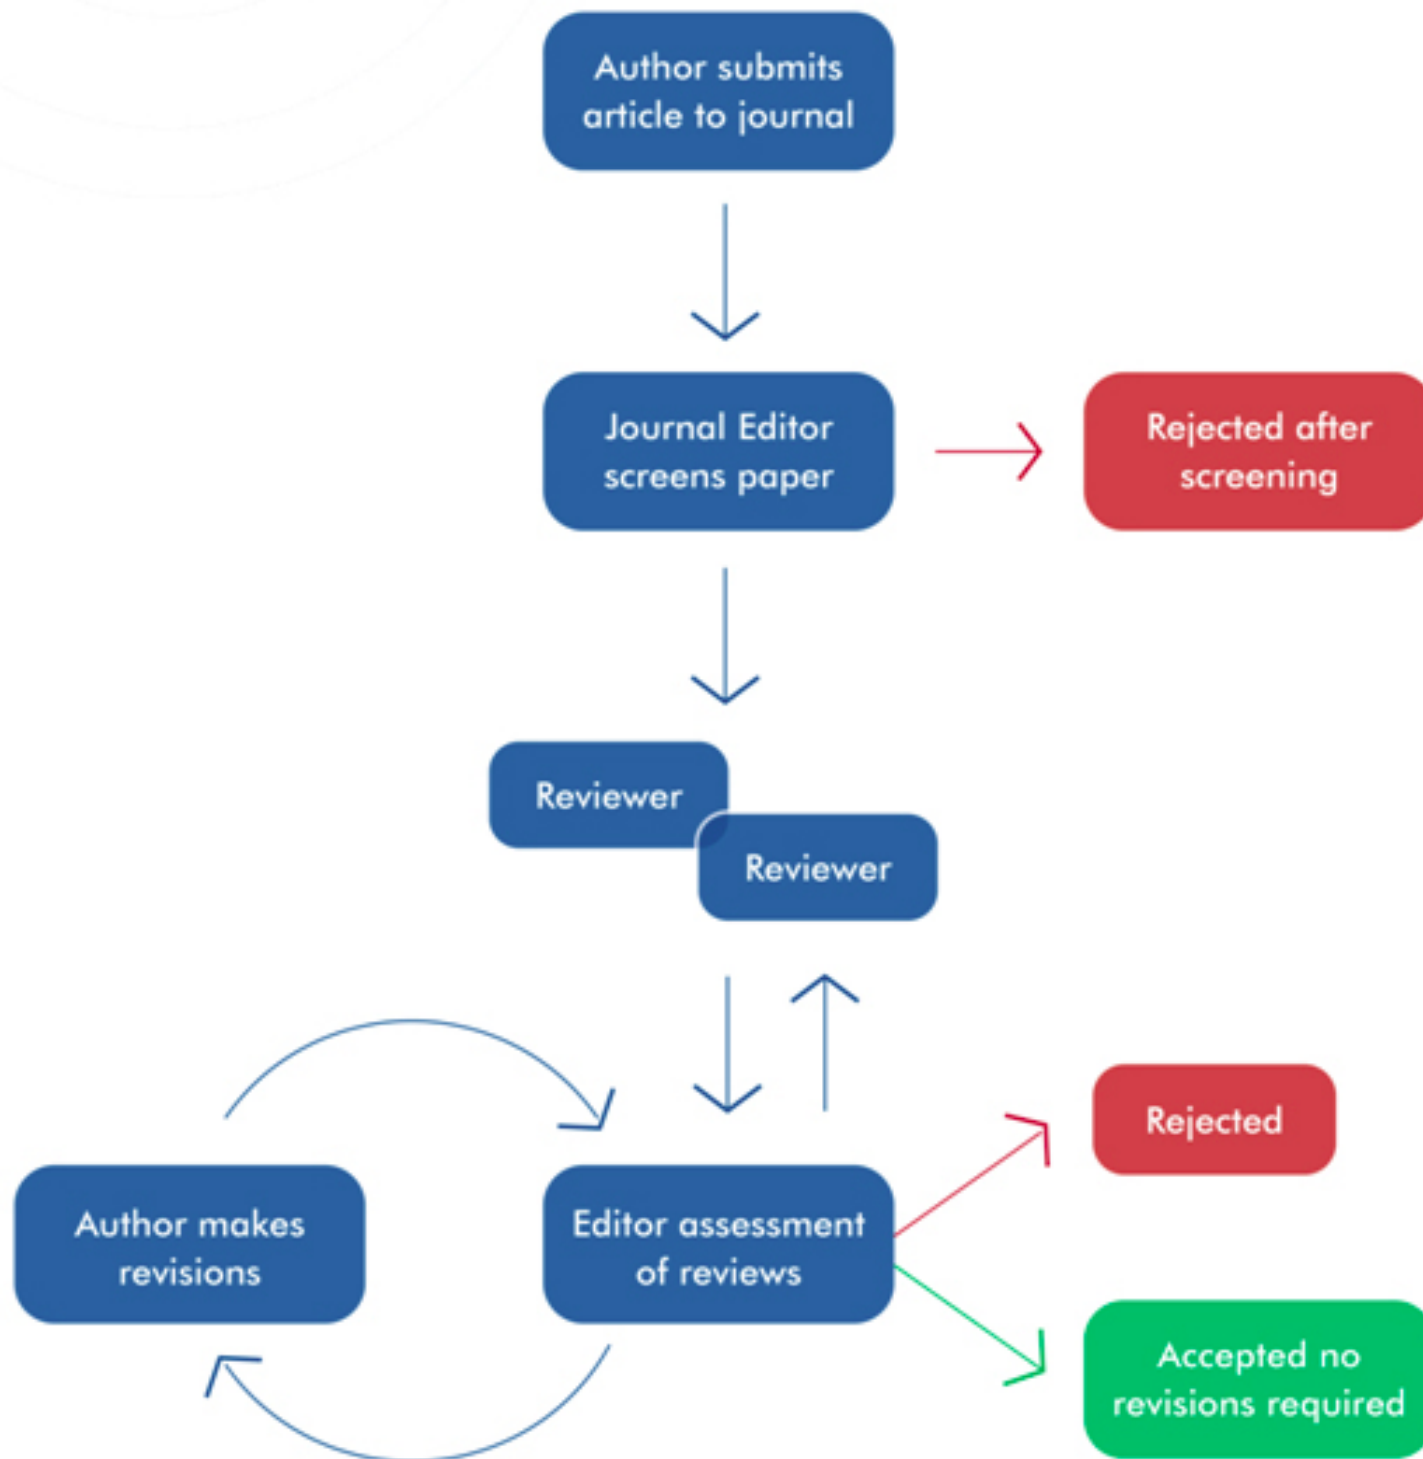 Author submits
article to journal
Journal Editor
screens paper
Rejected after
screening
Reviewer
Reviewer
Rejected
Author makes
revisions
Editor assessment
of reviews
Accepted no
revisions required